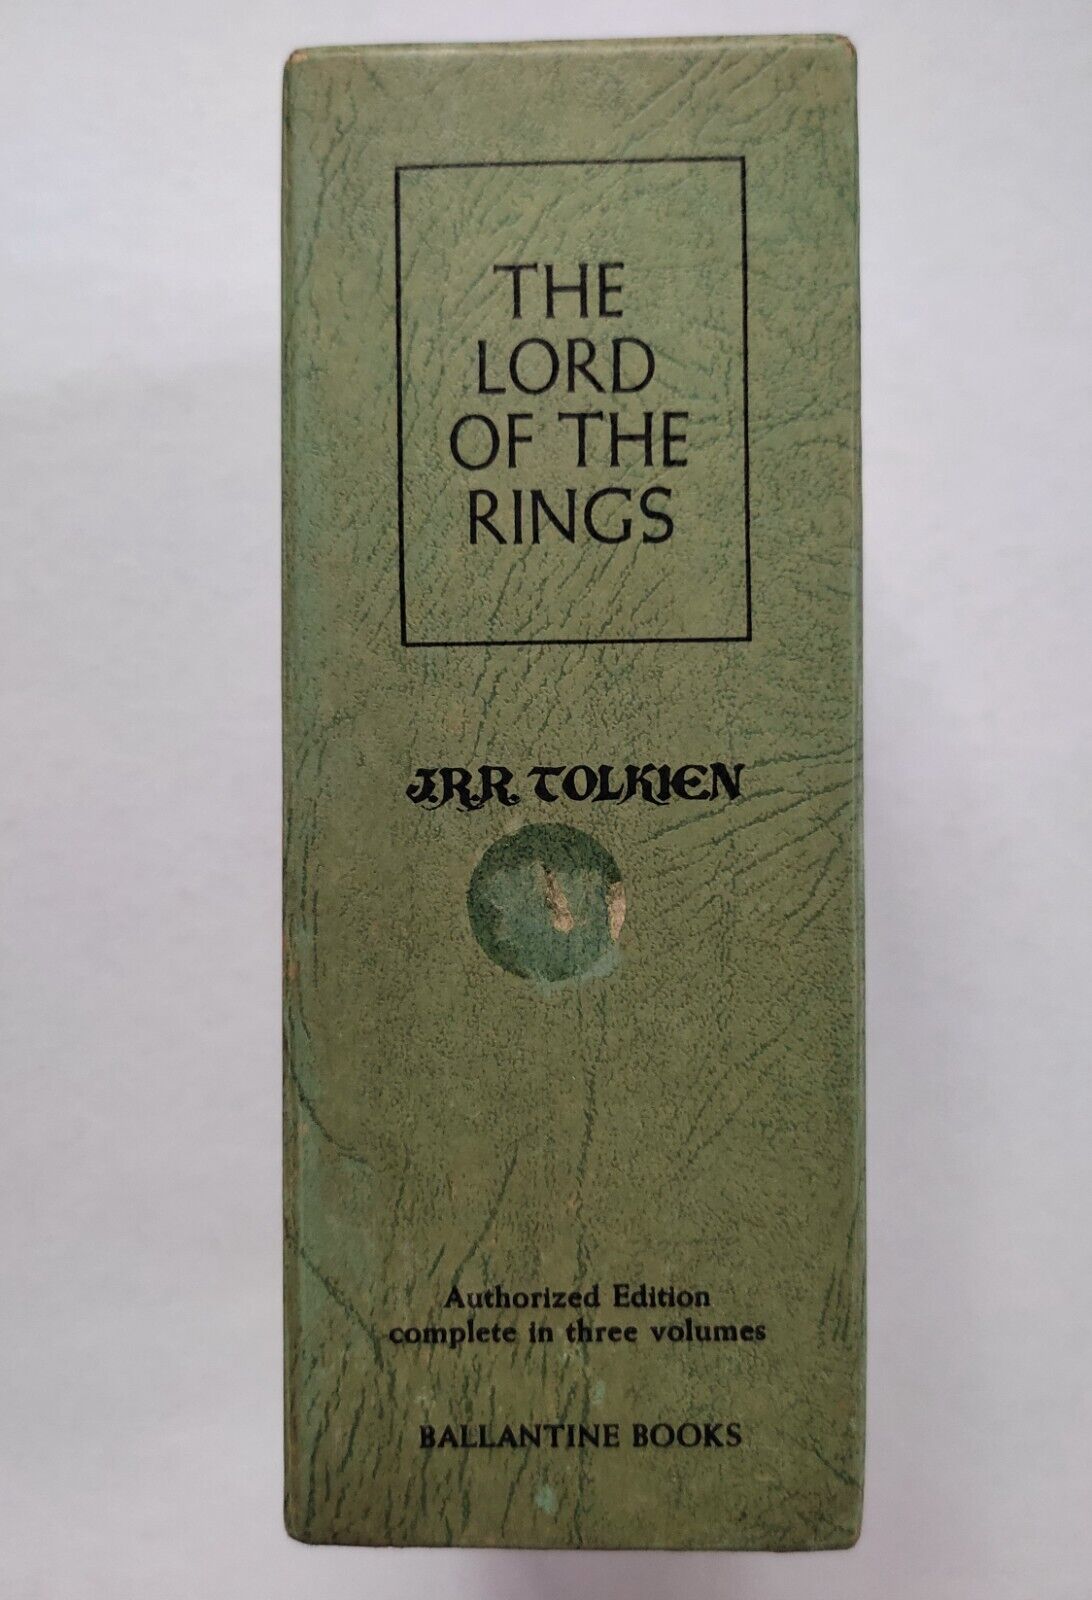 THE
LORD
OF THE
RINGS
J.R.R. TOLKIEN
Authorized Edition
complete in three volumes
BALLANTINE BOOKS